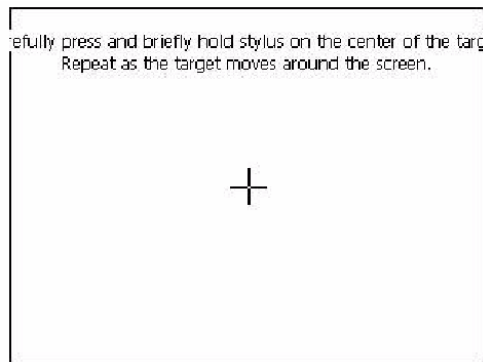 efully press and briefly hold stylus on the center of the targ
Repeat as the target moves around the screen.